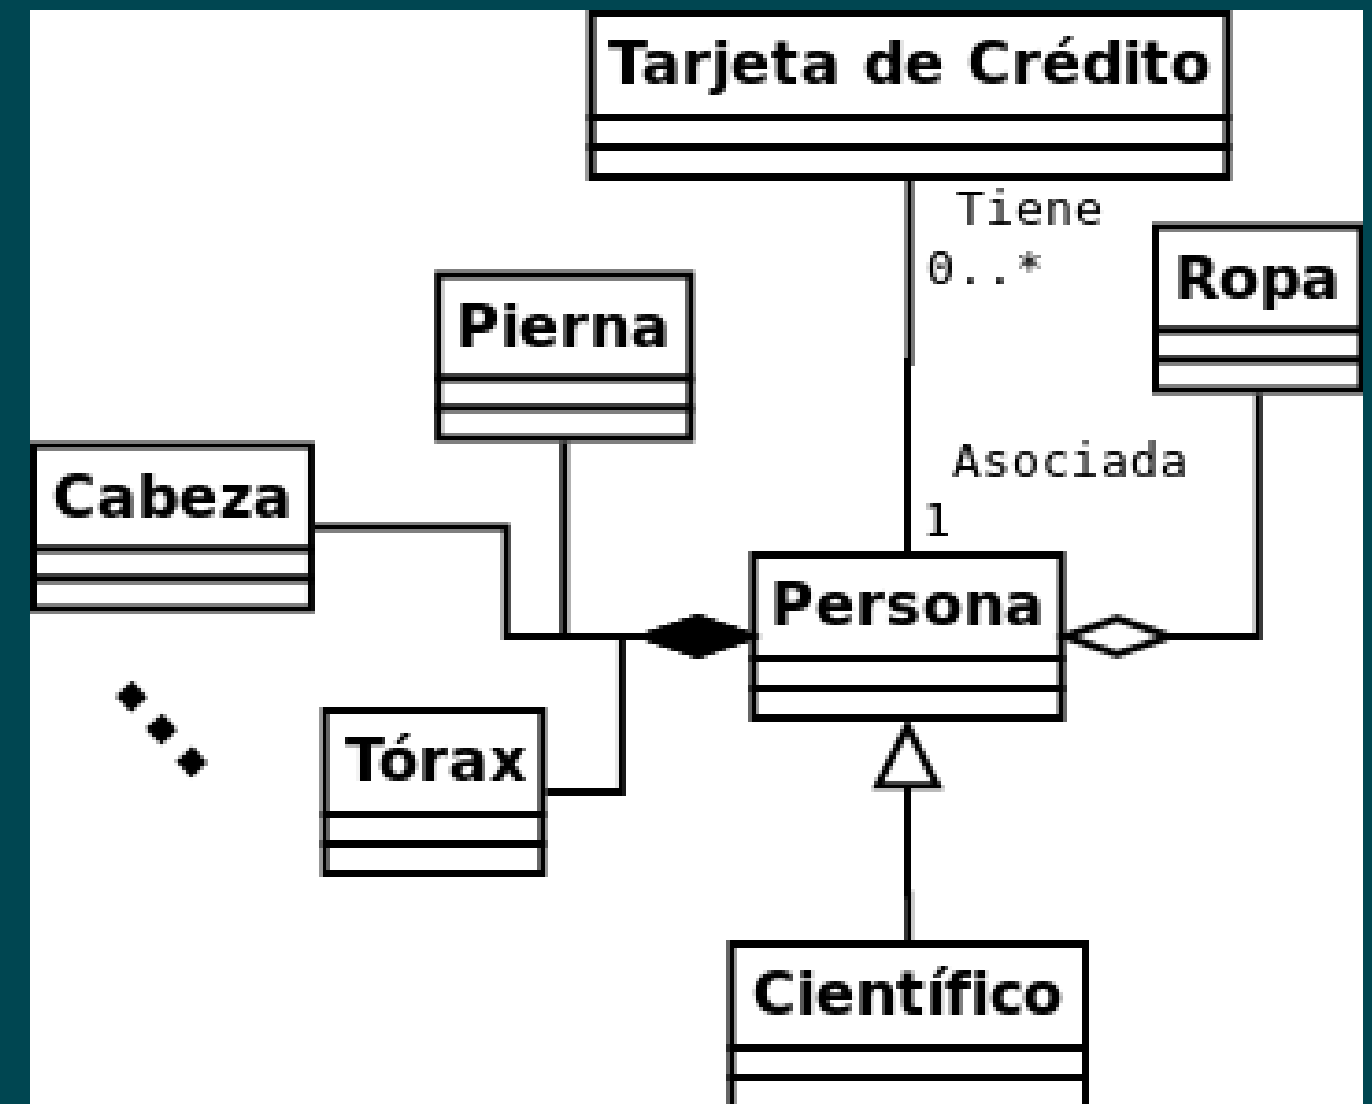 Tarjeta de Crédito
Tiene
0..*
Ropa
Pierna
Cabeza
Asociada
1
Persona
Tórax
Científico